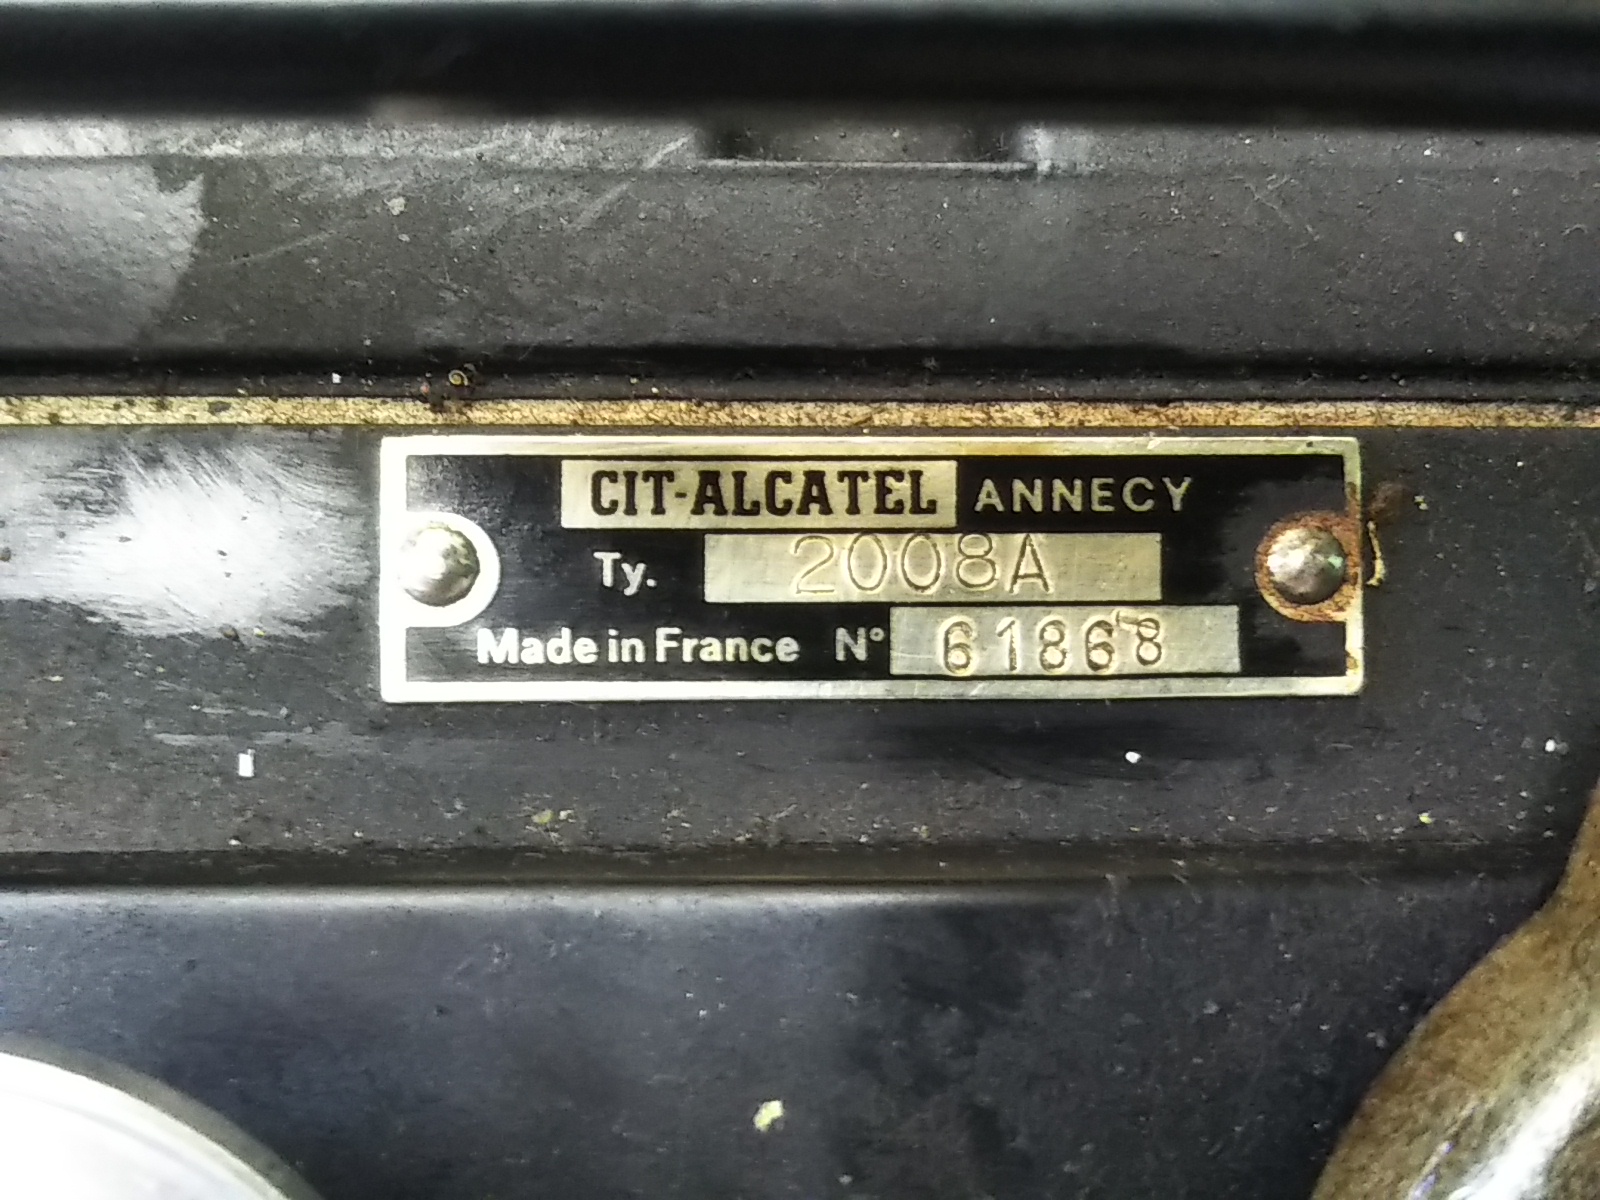 CIT-ALCATEL ANNECY
Ty. 2008A
Made in France N° 61868